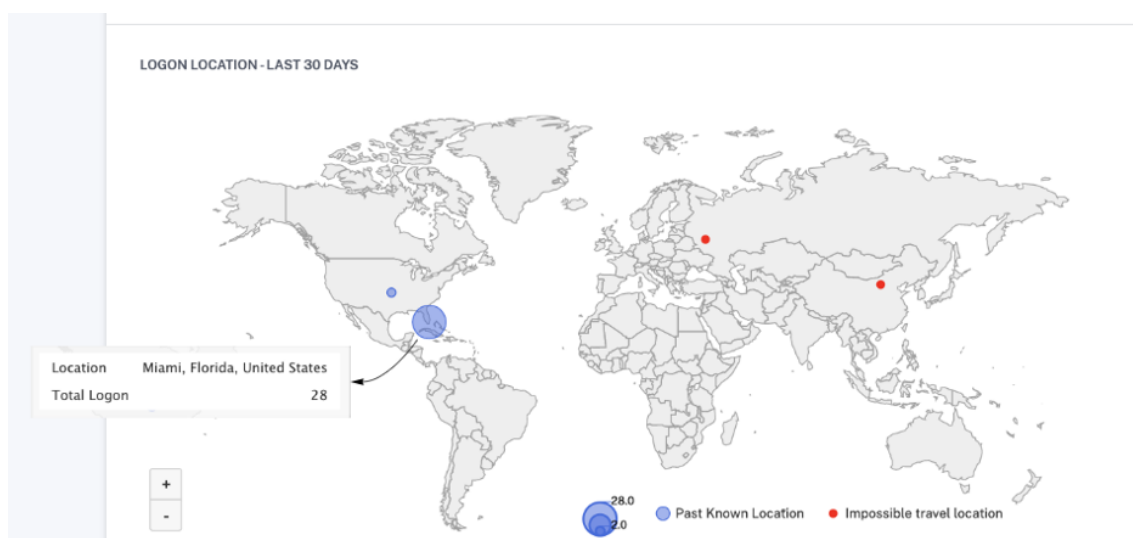 LOGON LOCATION - LAST 30 DAYS
Location Miami, Florida, United States
Total Logon 28
+
-
28.0
2.0
Past Known Location
Impossible travel location